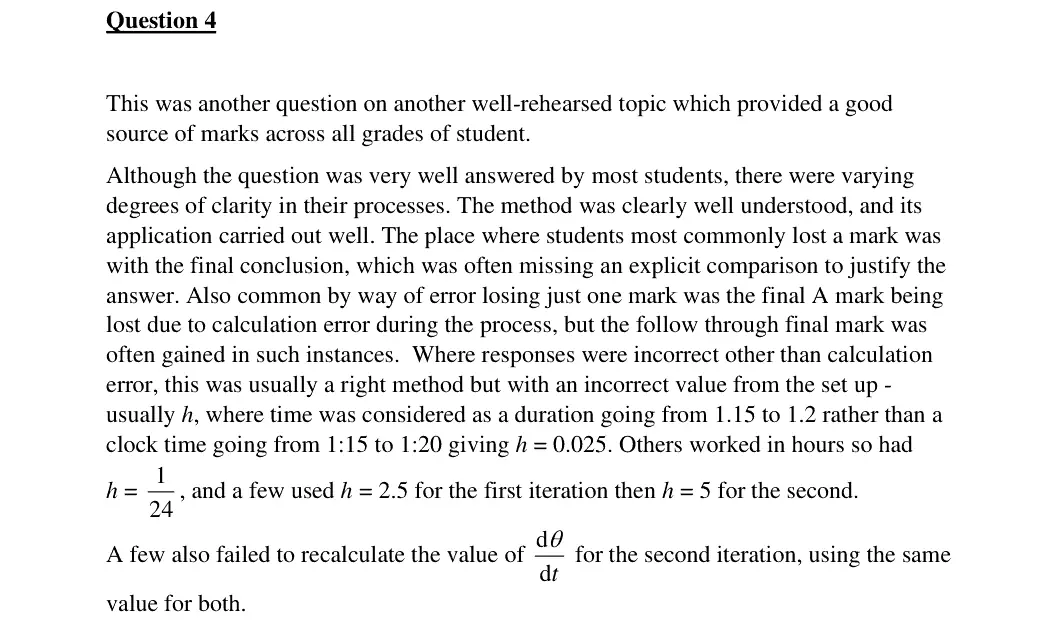 Question 4
This was another question on another well-rehearsed topic which provided a good
source of marks across all grades of student.
Although the question was very well answered by most students, there were varying
degrees of clarity in their processes. The method was clearly well understood, and its
application carried out well. The place where students most commonly lost a mark was
with the final conclusion, which was often missing an explicit comparison to justify the
answer. Also common by way of error losing just one mark was the final A mark being
lost due to calculation error during the process, but the follow through final mark was
often gained in such instances.  Where responses were incorrect other than calculation
error, this was usually a right method but with an incorrect value from the set up -
usually h, where time was considered as a duration going from 1.15 to 1.2 rather than a
clock time going from 1:15 to 1:20 giving h = 0.025. Others worked in hours so had
h = 1/24, and a few used h = 2.5 for the first iteration then h = 5 for the second.
A few also failed to recalculate the value of dθ/dt for the second iteration, using the same
value for both.